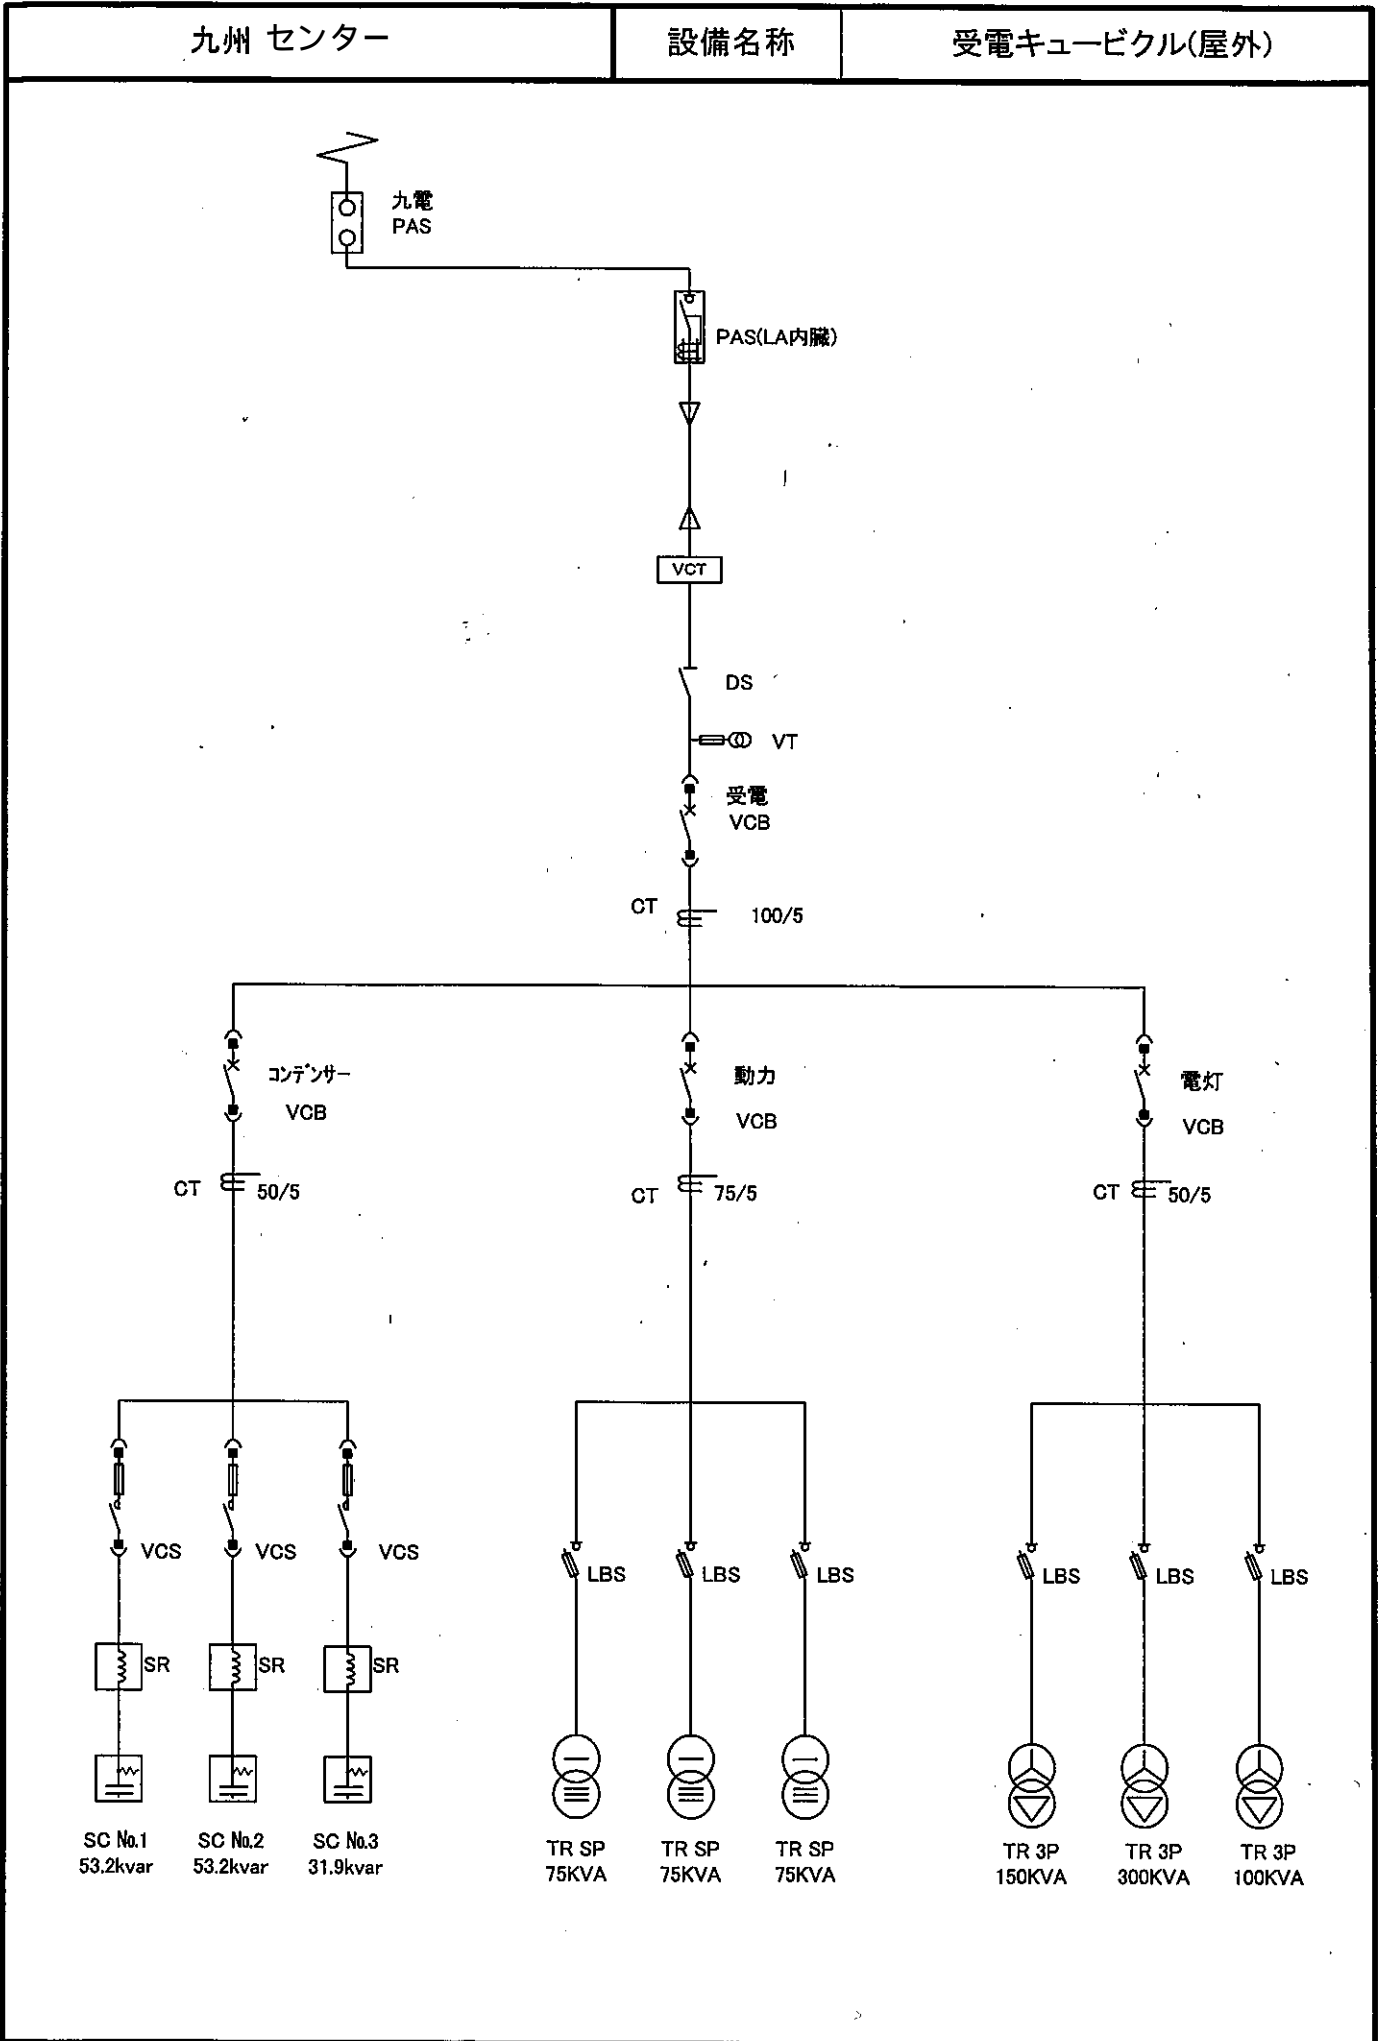 九州 センター
設備名称
受電キュービクル(屋外)
九電
PAS
PAS(LA内臓)
VCT
DS
VT
受電
VCB
CT
100/5
コンデンサー
VCB
動力
VCB
電灯
VCB
CT
50/5
CT
75/5
CT
50/5
VCS
VCS
VCS
LBS
LBS
LBS
LBS
LBS
LBS
SR
SR
SR
SC No.1
53.2kvar
SC No.2
53.2kvar
SC No.3
31.9kvar
TR SP
75KVA
TR SP
75KVA
TR SP
75KVA
TR 3P
150KVA
TR 3P
300KVA
TR 3P
100KVA